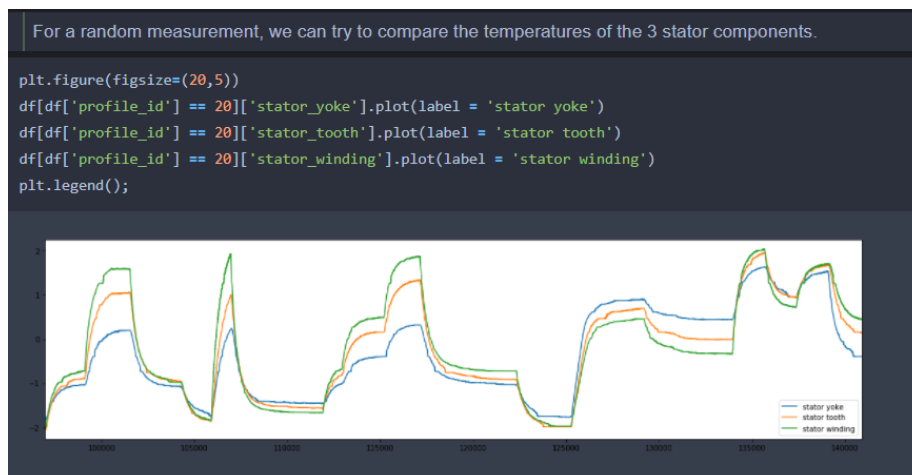 For a random measurement, we can try to compare the temperatures of the 3 stator components.
plt.figure(figsize=(20,5))
df[df['profile_id'] == 20]['stator_yoke'].plot(label = 'stator yoke')
df[df['profile_id'] == 20]['stator_tooth'].plot(label = 'stator tooth')
df[df['profile_id'] == 20]['stator_winding'].plot(label = 'stator winding')
plt.legend();
2
1
0
−1
−2
stator yoke
stator tooth
stator winding
100000 105000 110000 115000 120000 125000 130000 135000 140000